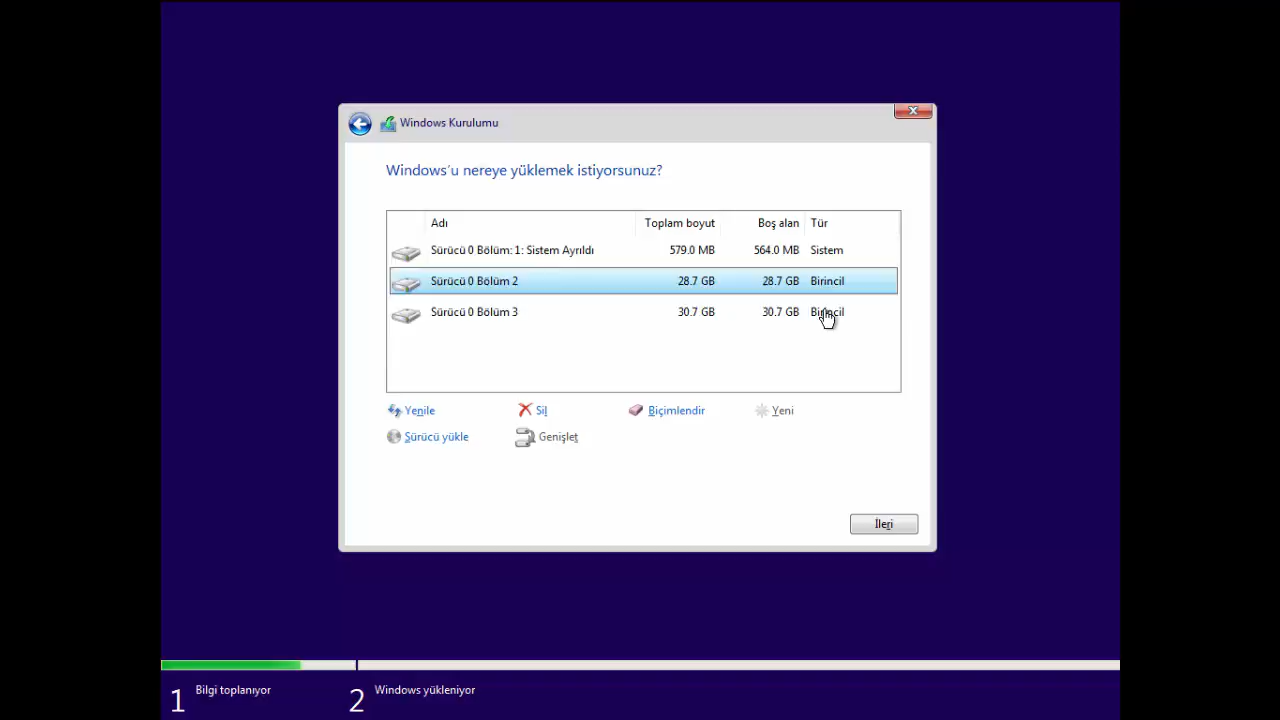 Windows Kurulumu
Windows'u nereye yüklemek istiyorsunuz?
Adı Toplam boyut Boş alan Tür
Sürücü 0 Bölüm: 1: Sistem Ayrıldı 579.0 MB 564.0 MB Sistem
Sürücü 0 Bölüm 2 28.7 GB 28.7 GB Birincil
Sürücü 0 Bölüm 3 30.7 GB 30.7 GB Birincil
Yenile Sil Biçimlendir Yeni
Sürücü yükle Genişlet
İleri
1 Bilgi toplanıyor 2 Windows yükleniyor